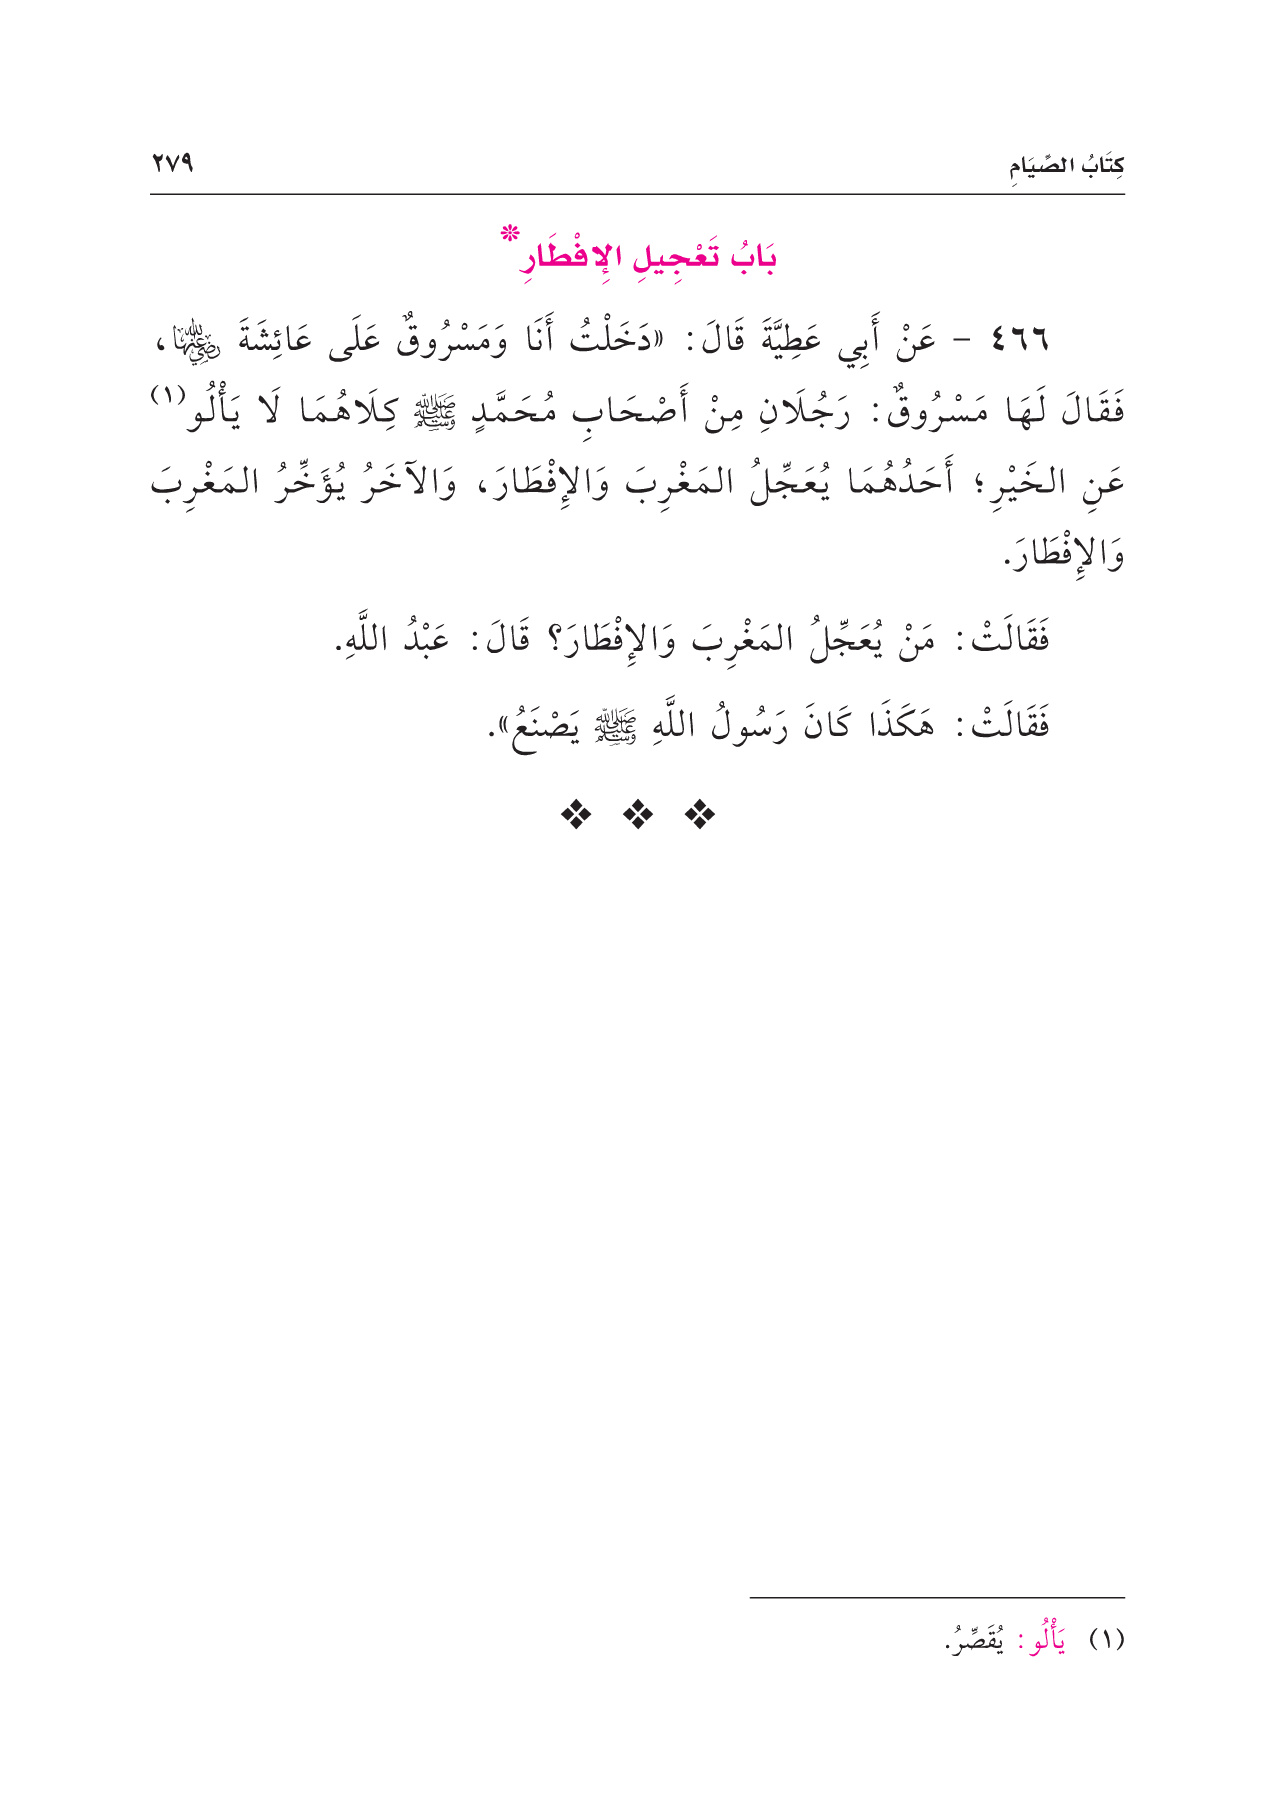 كِتَابُ الصِّيَامِ ٢٧٩
بَابُ تَعْجِيلِ الإِفْطَارِ*
٤٦٦ - عَنْ أَبِي عَطِيَّةَ قَالَ: «دَخَلْتُ أَنَا وَمَسْرُوقٌ عَلَى عَائِشَةَ رضي الله عنها،
فَقَالَ لَهَا مَسْرُوقٌ: رَجُلَانِ مِنْ أَصْحَابِ مُحَمَّدٍ ﷺ كِلَاهُمَا لَا يَأْلُو(١)
عَنِ الخَيْرِ؛ أَحَدُهُمَا يُعَجِّلُ المَغْرِبَ وَالإِفْطَارَ، وَالآخَرُ يُؤَخِّرُ المَغْرِبَ
وَالإِفْطَارَ.
فَقَالَتْ: مَنْ يُعَجِّلُ المَغْرِبَ وَالإِفْطَارَ؟ قَالَ: عَبْدُ اللَّهِ.
فَقَالَتْ: هَكَذَا كَانَ رَسُولُ اللَّهِ ﷺ يَصْنَعُ».
(١) يَأْلُو: يُقَصِّرُ.